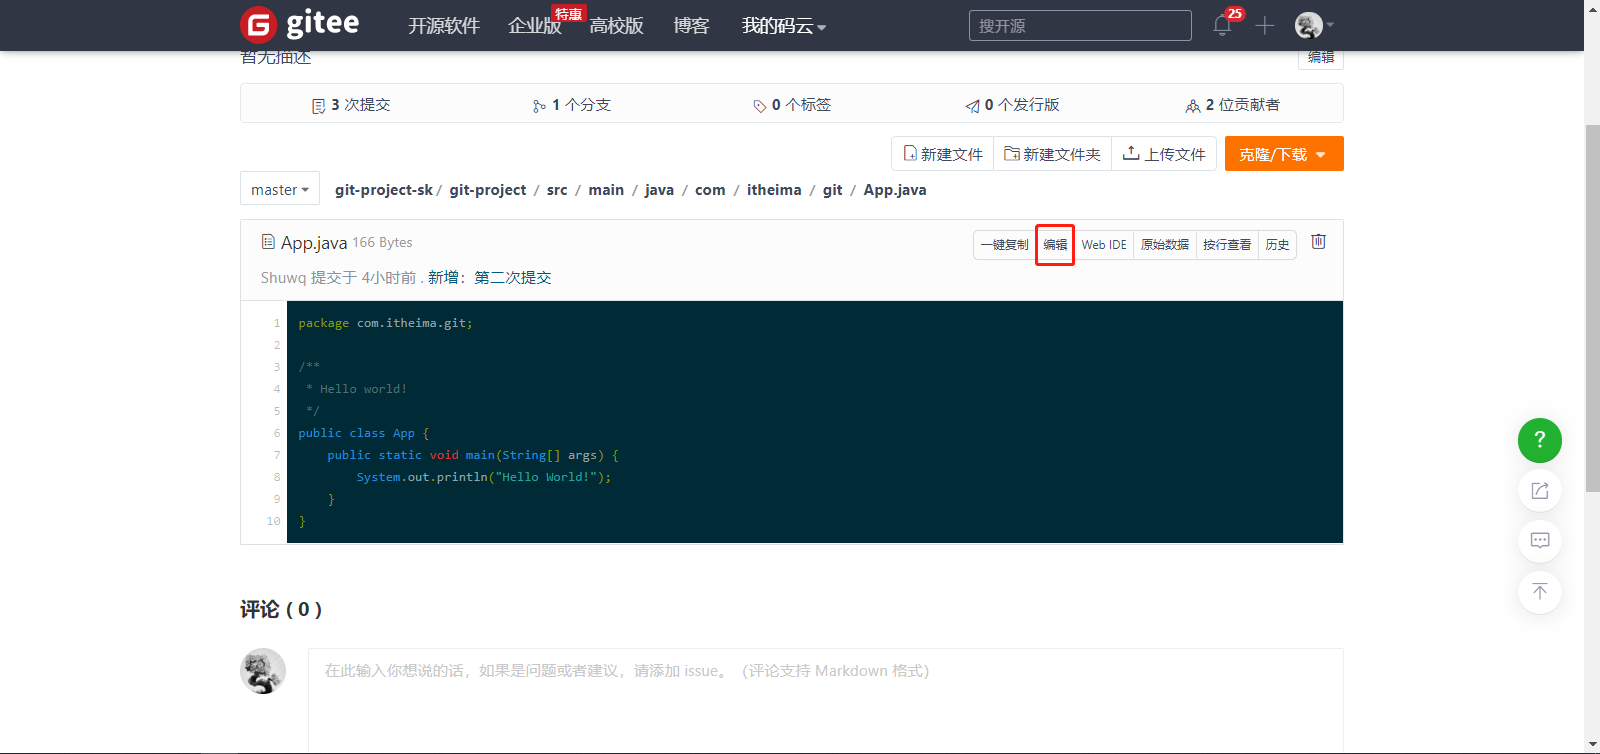 gitee 开源软件 企业版 特惠 高校版 博客 我的码云 搜开源 25
暂无描述 编辑
3 次提交 1 个分支 0 个标签 0 个发行版 2 位贡献者
新建文件 新建文件夹 上传文件 克隆/下载
master git-project-sk / git-project / src / main / java / com / itheima / git / App.java
App.java 166 Bytes 一键复制 编辑 Web IDE 原始数据 按行查看 历史
Shuwq 提交于 4小时前 . 新增：第二次提交
1 package com.itheima.git;
2
3 /**
4 * Hello world!
5 */
6 public class App {
7 public static void main(String[] args) {
8 System.out.println("Hello World!");
9 }
10 }
?
评论 ( 0 )
在此输入你想说的话，如果是问题或者建议，请添加 issue。（评论支持 Markdown 格式）